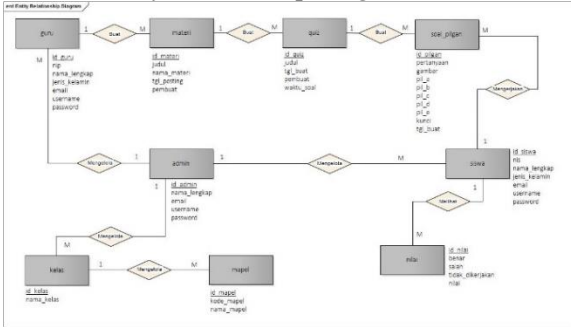 erd Entity Relationship Diagram
guru
1
Buat
M
materi
1
Buat
M
quiz
1
Buat
M
soal_pilgan
M
id_guru
nip
nama_lengkap
jenis_kelamin
email
username
password
id_materi
judul
nama_materi
tgl_posting
pembuat
id_quiz
judul
tgl_buat
pembuat
waktu_soal
id_pilgan
pertanyaan
gambar
pil_a
pil_b
pil_c
pil_d
pil_e
kunci
tgl_buat
M
Mengerjakan
1
Mengelola
1
admin
1
Mengelola
M
siswa
id_siswa
nis
nama_lengkap
jenis_kelamin
email
username
password
id_admin
nama_lengkap
email
username
password
1
Mengelola
M
1
Melihat
M
kelas
1
Mengelola
M
mapel
nilai
id_kelas
nama_kelas
id_mapel
kode_mapel
nama_mapel
id_nilai
benar
salah
tidak_dikerjakan
nilai